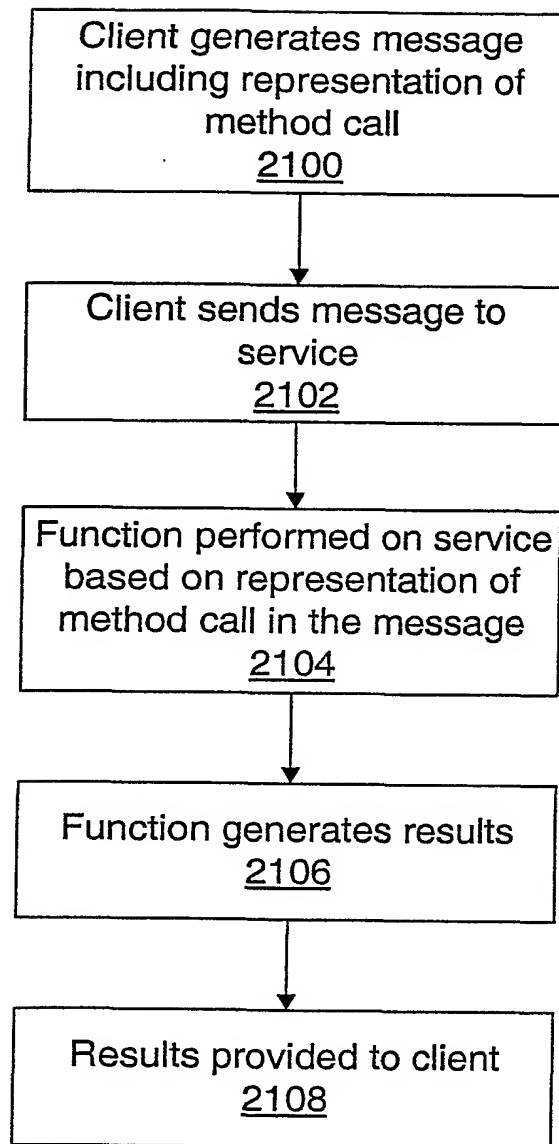 Client generates message
including representation of
method call
2100
Client sends message to
service
2102
Function performed on service
based on representation of
method call in the message
2104
Function generates results
2106
Results provided to client
2108